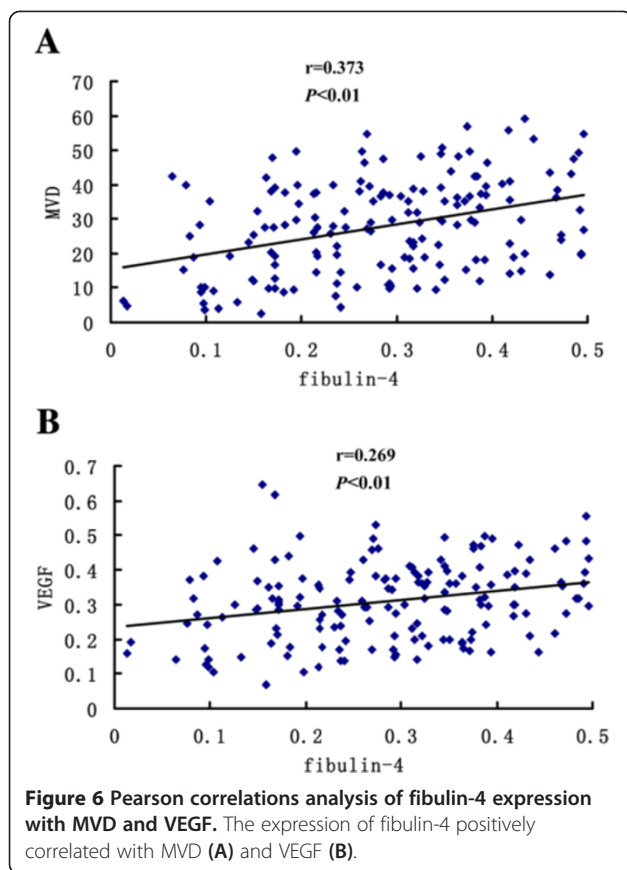 A
r=0.373
P<0.01
70
60
50
40
30
20
10
0
MVD
0 0.1 0.2 0.3 0.4 0.5
fibulin-4
B
r=0.269
P<0.01
0.7
0.6
0.5
0.4
0.3
0.2
0.1
0
VEGF
0 0.1 0.2 0.3 0.4 0.5
fibulin-4
Figure 6 Pearson correlations analysis of fibulin-4 expression
with MVD and VEGF. The expression of fibulin-4 positively
correlated with MVD (A) and VEGF (B).